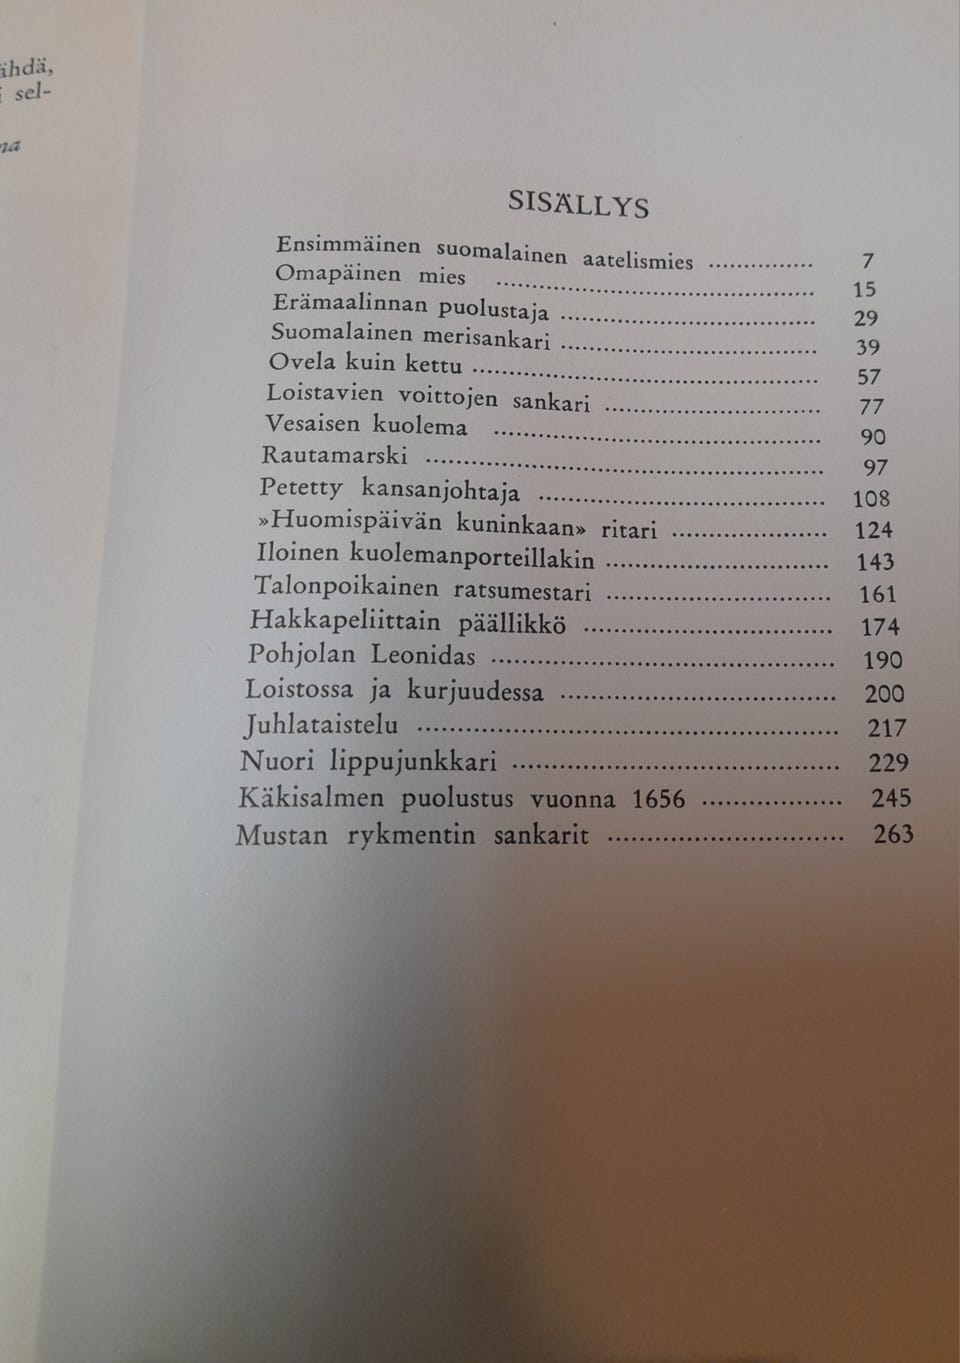 ähdä,
sel-
na
SISÄLLYS
Ensimmäinen suomalainen aatelismies ............... 7
Omapäinen mies ............... 15
Erämaalinnan puolustaja ............... 29
Suomalainen merisankari ............... 39
Ovela kuin kettu ............... 57
Loistavien voittojen sankari ............... 77
Vesaisen kuolema ............... 90
Rautamarski ............... 97
Petetty kansanjohtaja ............... 108
»Huomispäivän kuninkaan» ritari ............... 124
Iloinen kuolemanporteillakin ............... 143
Talonpoikainen ratsumestari ............... 161
Hakkapeliittain päällikkö ............... 174
Pohjolan Leonidas ............... 190
Loistossa ja kurjuudessa ............... 200
Juhlataistelu ............... 217
Nuori lippujunkkari ............... 229
Käkisalmen puolustus vuonna 1656 ............... 245
Mustan rykmentin sankarit ............... 263